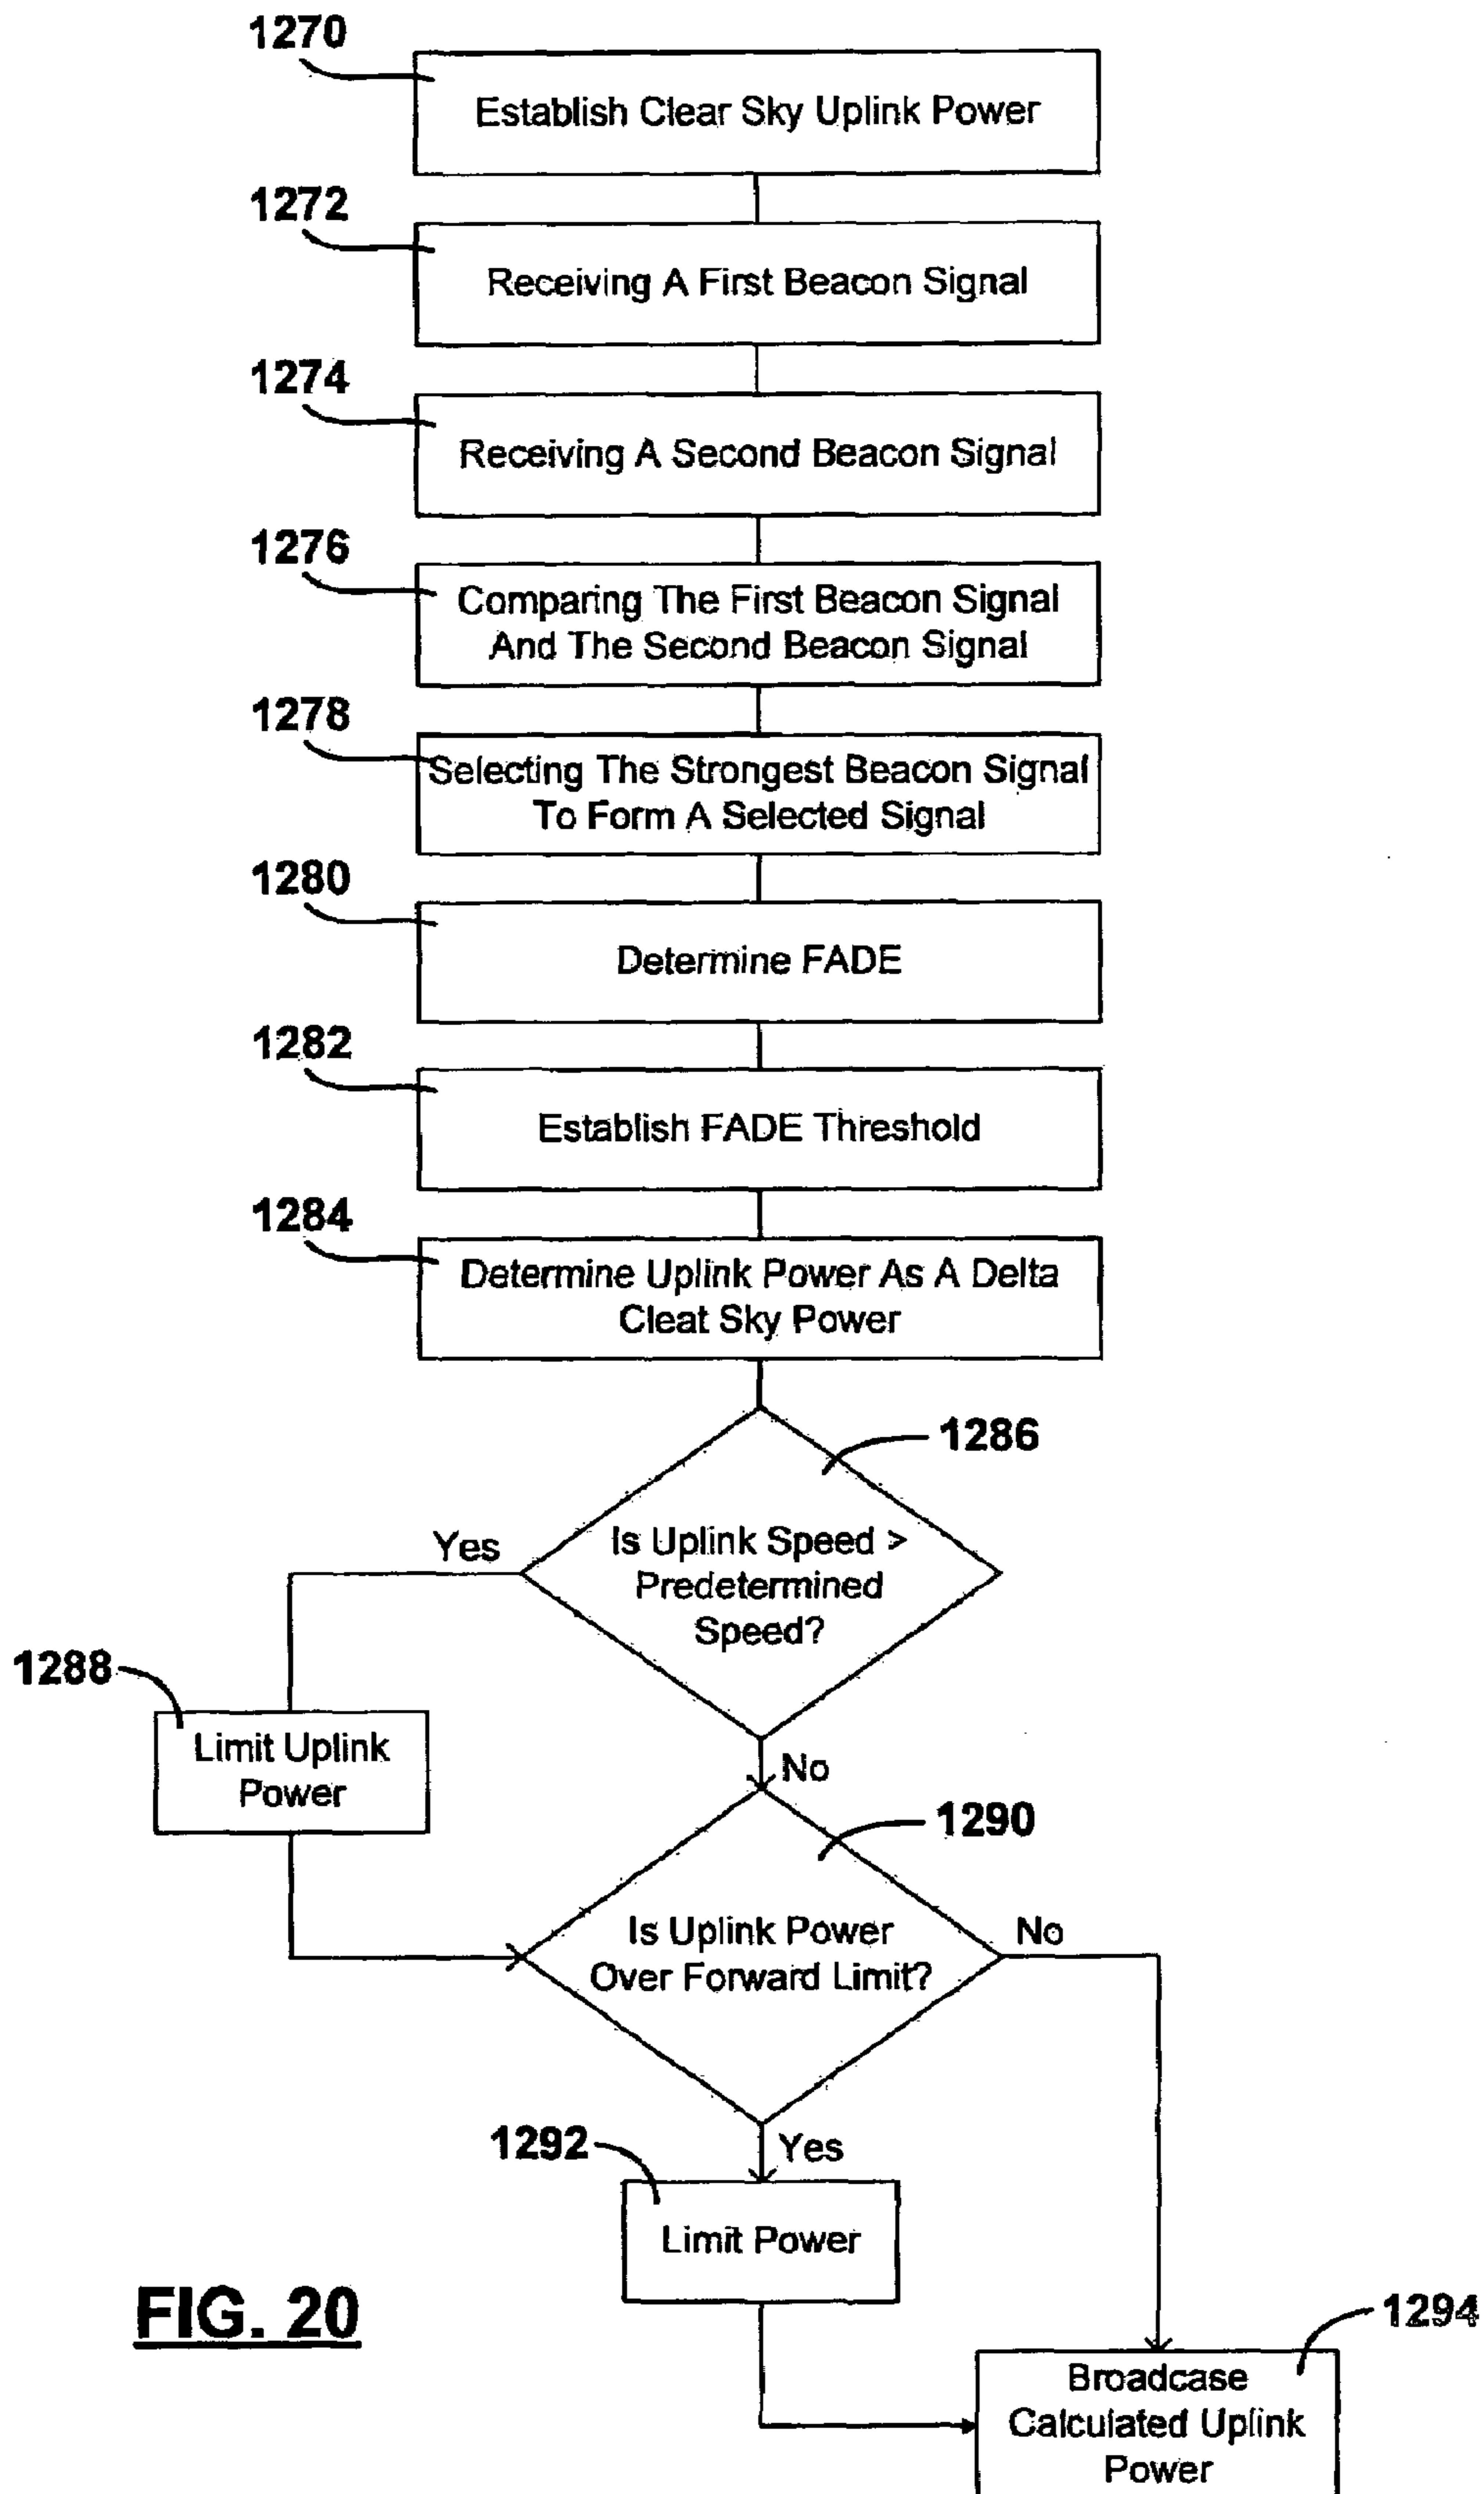 1270
Establish Clear Sky Uplink Power
1272
Receiving A First Beacon Signal
1274
Receiving A Second Beacon Signal
1276
Comparing The First Beacon Signal
And The Second Beacon Signal
1278
Selecting The Strongest Beacon Signal
To Form A Selected Signal
1280
Determine FADE
1282
Establish FADE Threshold
1284
Determine Uplink Power As A Delta
Cleat Sky Power
1286
Is Uplink Speed >
Predetermined
Speed?
Yes
1288
Limit Uplink
Power
No
1290
Is Uplink Power
Over Forward Limit?
No
1292
Yes
Limit Power
FIG. 20
1294
Broadcase
Calculated Uplink
Power